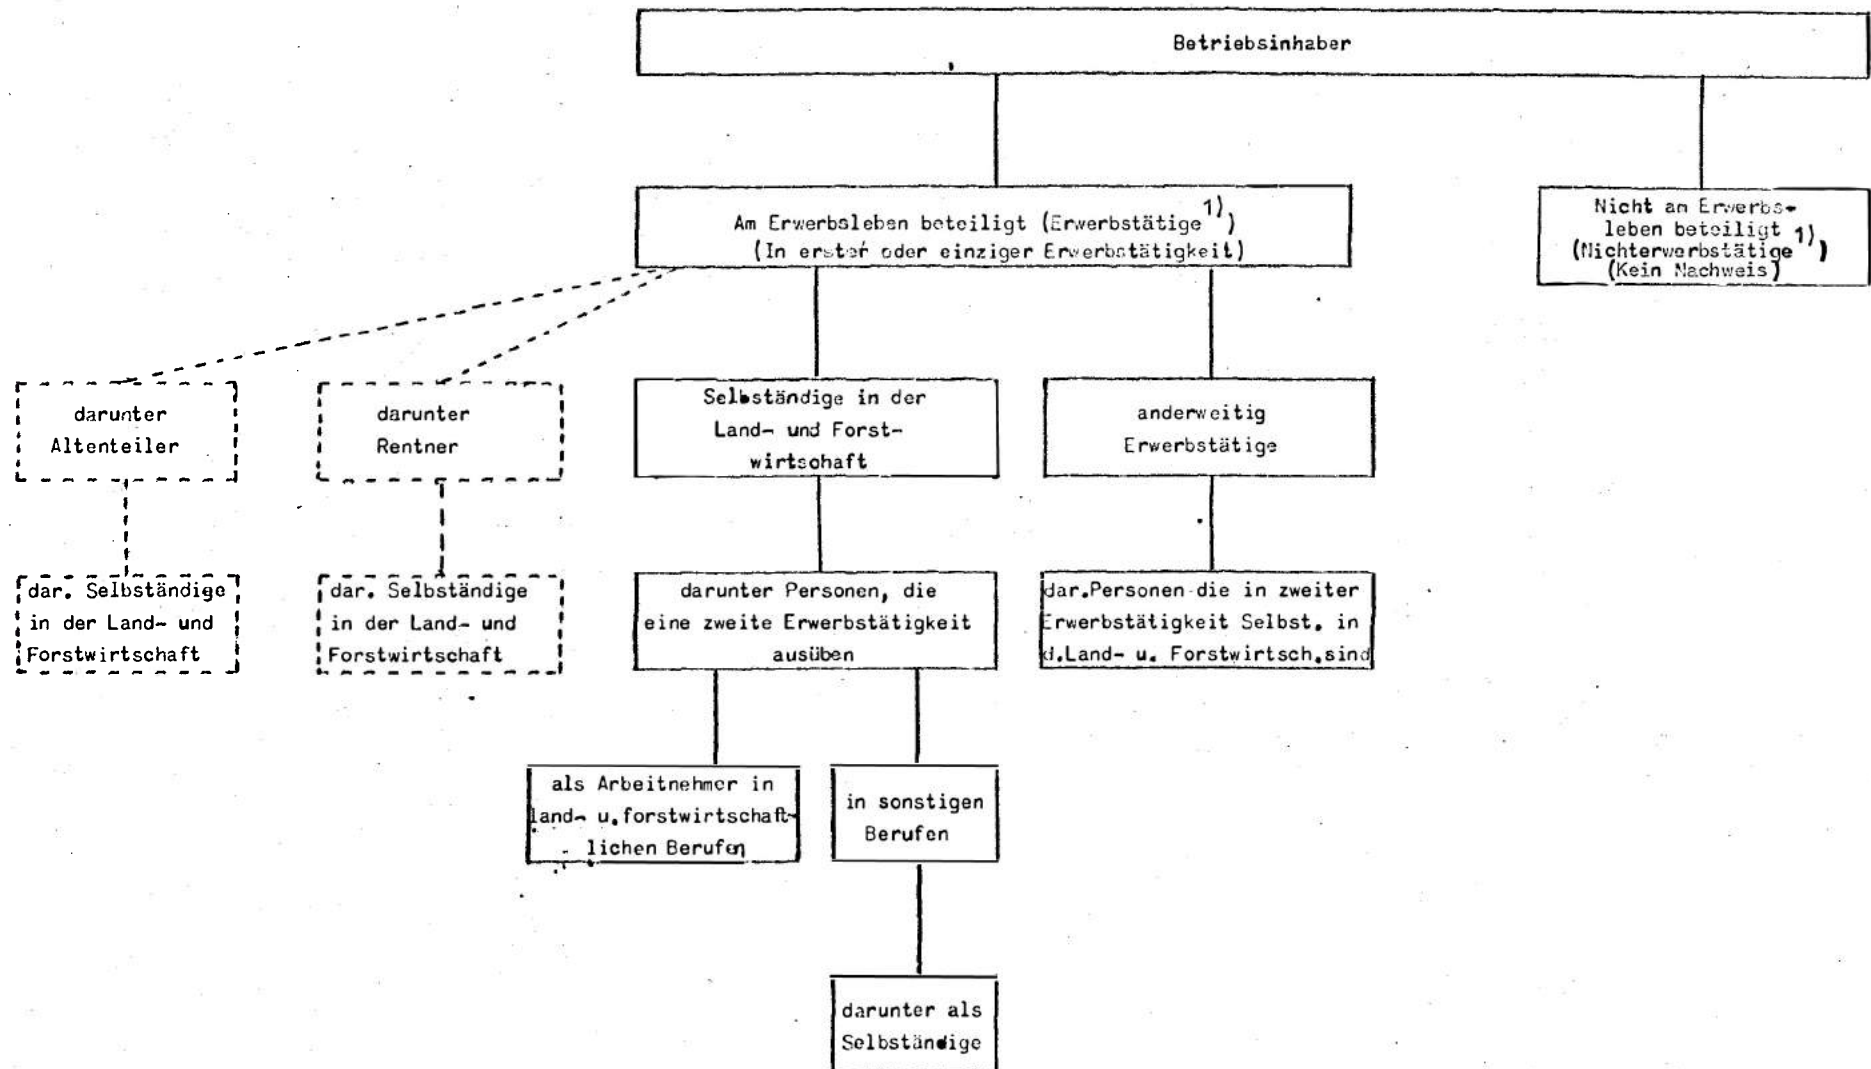 Betriebsinhaber
Am Erwerbsleben beteiligt (Erwerbstätige 1))
(In erster oder einziger Erwerbstätigkeit)
Nicht am Erwerbs-
leben beteiligt
(Nichterwerbstätige 1))
(Kein Nachweis)
darunter
Altenteiler
darunter
Rentner
Selbständige in der
Land- und Forst-
wirtschaft
anderweitig
Erwerbstätige
dar. Selbständige
in der Land- und
Forstwirtschaft
dar. Selbständige
in der Land- und
Forstwirtschaft
darunter Personen, die
eine zweite Erwerbstätigkeit
ausüben
dar.Personen die in zweiter
Erwerbstätigkeit Selbst. in
d.Land- u. Forstwirtsch.sind
als Arbeitnehmer in
land- u.forstwirtschaft-
lichen Berufen
in sonstigen
Berufen
darunter als
Selbständige